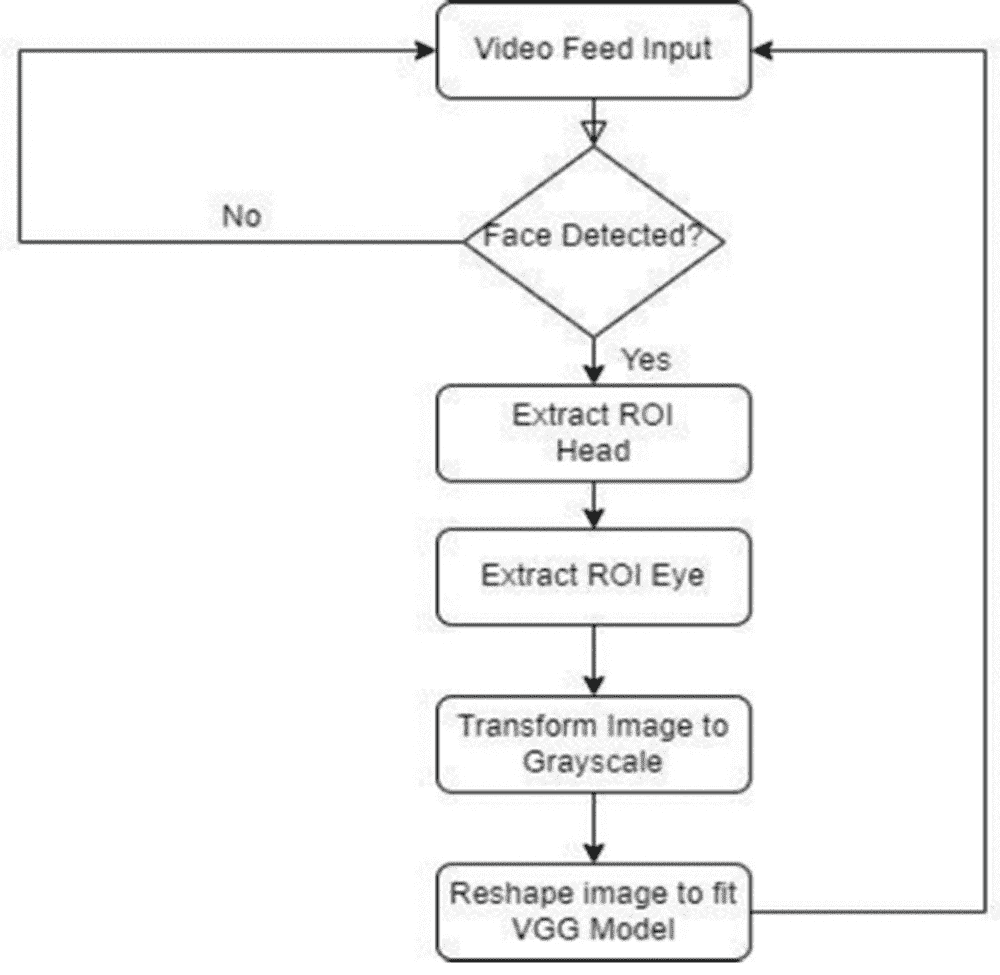 Video Feed Input
Face Detected?
No
Yes
Extract ROI
Head
Extract ROI Eye
Transform Image to
Grayscale
Reshape image to fit
VGG Model